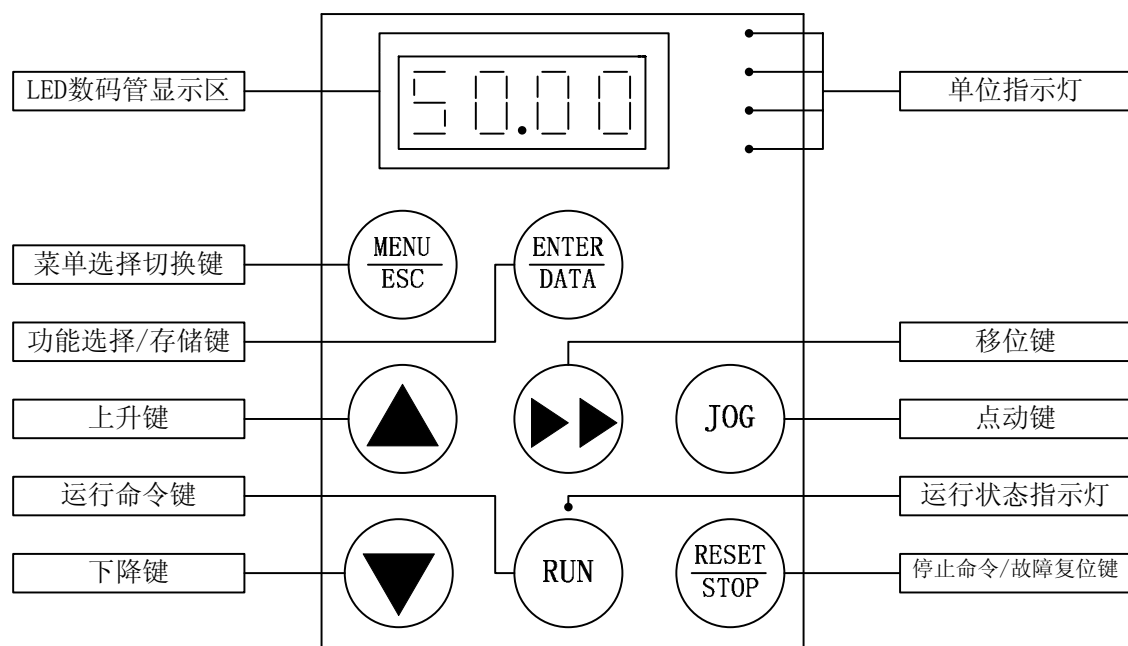 LED数码管显示区
50.00
单位指示灯
菜单选择切换键
MENU
ESC
ENTER
DATA
功能选择/存储键
移位键
上升键
JOG
点动键
运行命令键
运行状态指示灯
下降键
RUN
RESET
STOP
停止命令/故障复位键